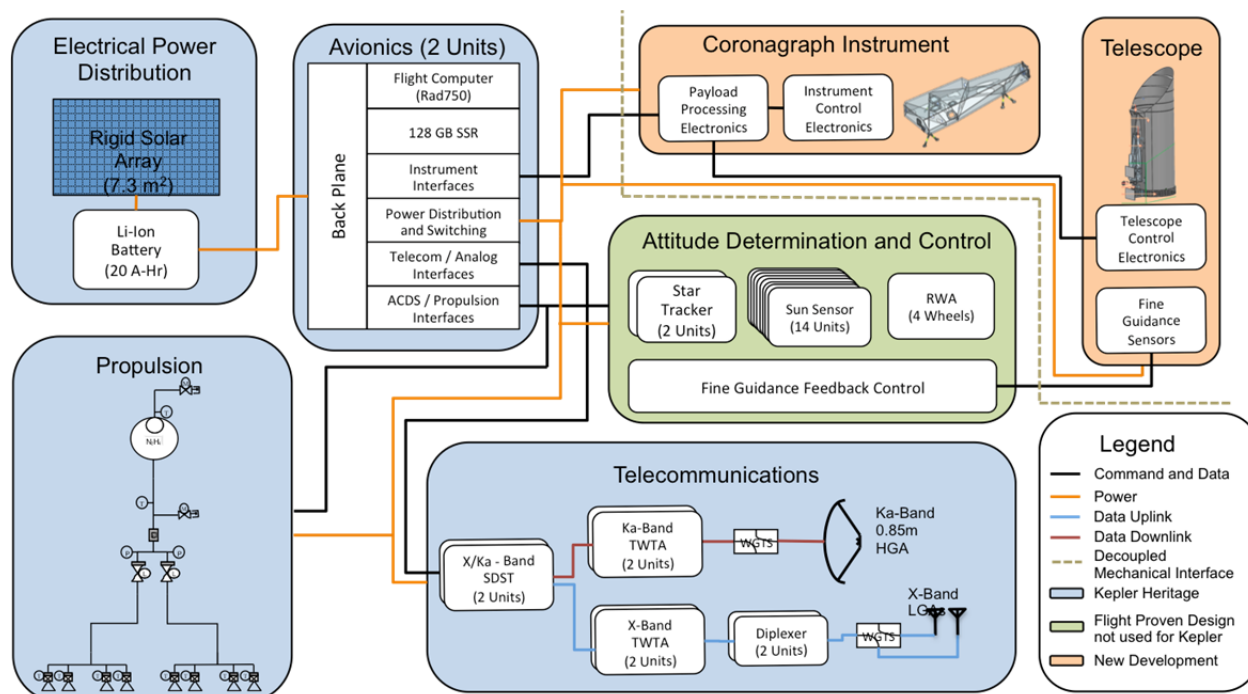 Electrical Power
Distribution
Rigid Solar
Array
(7.3 m²)
Li-Ion
Battery
(20 A-Hr)
Avionics (2 Units)
Back Plane
Flight Computer
(Rad750)
128 GB SSR
Instrument
Interfaces
Power Distribution
and Switching
Telecom / Analog
Interfaces
ACDS / Propulsion
Interfaces
Coronagraph Instrument
Payload
Processing
Electronics
Instrument
Control
Electronics
Telescope
Telescope
Control
Electronics
Fine
Guidance
Sensors
Attitude Determination and Control
Star
Tracker
(2 Units)
Sun Sensor
(14 Units)
RWA
(4 Wheels)
Fine Guidance Feedback Control
Propulsion
N₂H₄
T
T
P
P
Telecommunications
X/Ka - Band
SDST
(2 Units)
Ka-Band
TWTA
(2 Units)
WGTS
Ka-Band
0.85m
HGA
X-Band
TWTA
(2 Units)
Diplexer
(2 Units)
WGTS
X-Band
LGAs
Legend
Command and Data
Power
Data Uplink
Data Downlink
Decoupled
Mechanical Interface
Kepler Heritage
Flight Proven Design
not used for Kepler
New Development